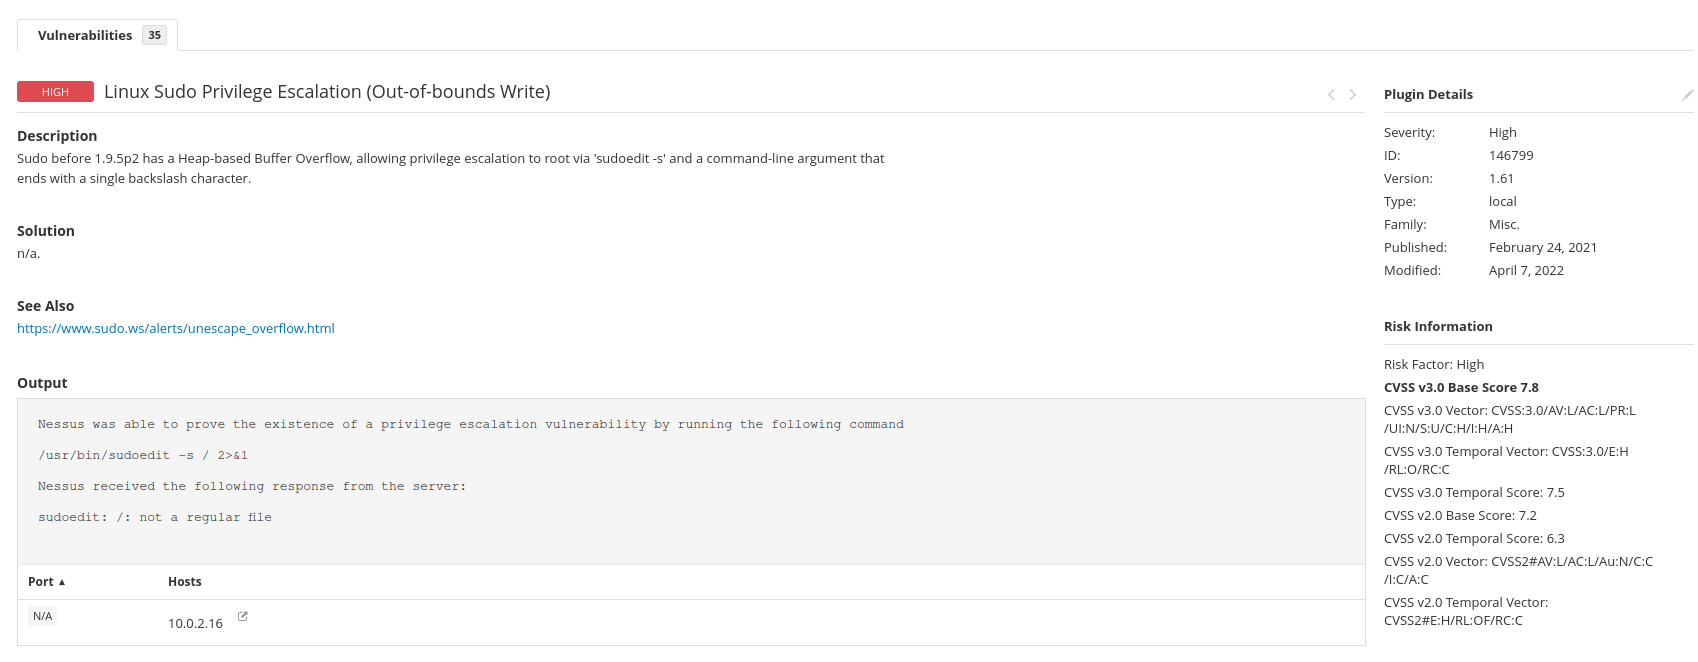 Vulnerabilities 35
HIGH Linux Sudo Privilege Escalation (Out-of-bounds Write)
Description
Sudo before 1.9.5p2 has a Heap-based Buffer Overflow, allowing privilege escalation to root via 'sudoedit -s' and a command-line argument that
ends with a single backslash character.
Solution
n/a.
See Also
https://www.sudo.ws/alerts/unescape_overflow.html
Output
Nessus was able to prove the existence of a privilege escalation vulnerability by running the following command
/usr/bin/sudoedit -s / 2>&1
Nessus received the following response from the server:
sudoedit: /: not a regular file
Port ▲ Hosts
N/A 10.0.2.16
Plugin Details
Severity: High
ID: 146799
Version: 1.61
Type: local
Family: Misc.
Published: February 24, 2021
Modified: April 7, 2022
Risk Information
Risk Factor: High
CVSS v3.0 Base Score 7.8
CVSS v3.0 Vector: CVSS:3.0/AV:L/AC:L/PR:L
/UI:N/S:U/C:H/I:H/A:H
CVSS v3.0 Temporal Vector: CVSS:3.0/E:H
/RL:O/RC:C
CVSS v3.0 Temporal Score: 7.5
CVSS v2.0 Base Score: 7.2
CVSS v2.0 Temporal Score: 6.3
CVSS v2.0 Vector: CVSS2#AV:L/AC:L/Au:N/C:C
/I:C/A:C
CVSS v2.0 Temporal Vector:
CVSS2#E:H/RL:OF/RC:C